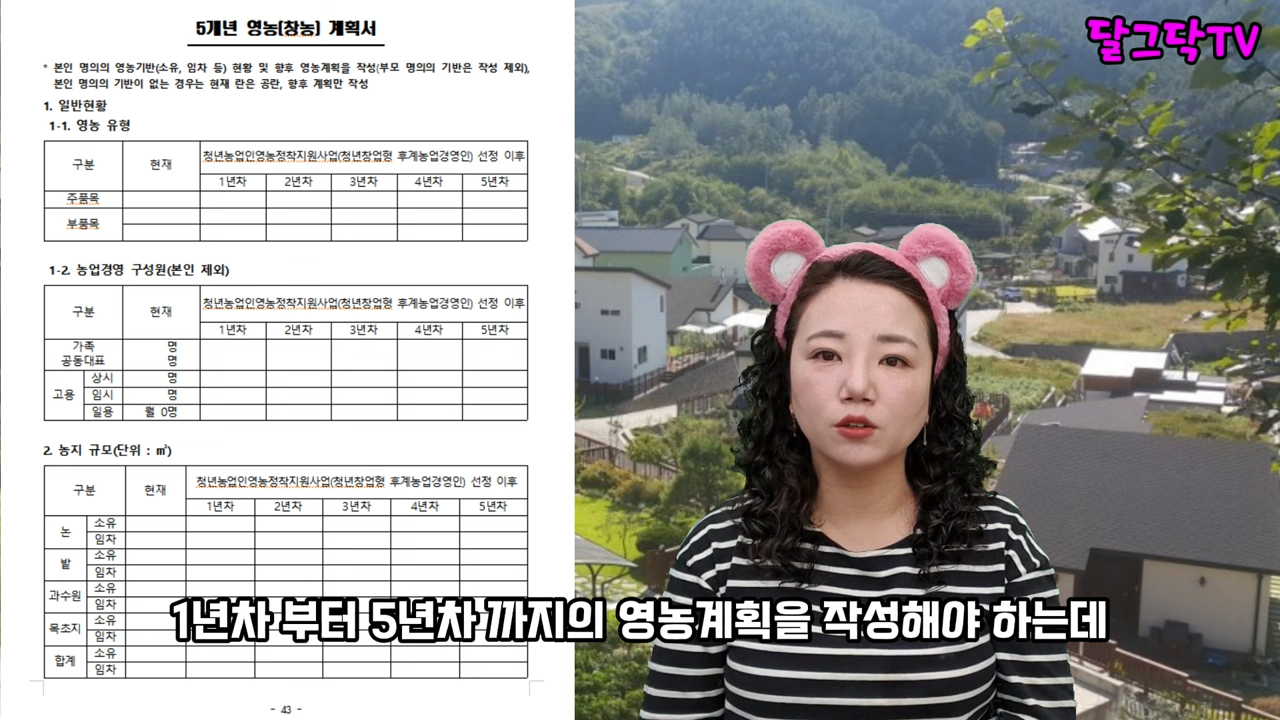 5개년 영농(창농) 계획서
* 본인 명의의 영농기반(소유, 임차 등) 현황 및 향후 영농계획을 작성(부모 명의의 기반은 작성 제외),
본인 명의의 기반이 없는 경우는 현재 란은 공란, 향후 계획만 작성
1. 일반현황
1-1. 영농 유형
구분 현재 청년농업인영농정착지원사업(청년창업형 후계농업경영인) 선정 이후
1년차 2년차 3년차 4년차 5년차
주품목
부품목
1-2. 농업경영 구성원(본인 제외)
구분 현재 청년농업인영농정착지원사업(청년창업형 후계농업경영인) 선정 이후
1년차 2년차 3년차 4년차 5년차
가족 명
공동대표 명
고용 상시 명
임시 명
일용 월 0명
2. 농지 규모(단위 : ㎡)
구분 현재 청년농업인영농정착지원사업(청년창업형 후계농업경영인) 선정 이후
1년차 2년차 3년차 4년차 5년차
논 소유
임차
밭 소유
임차
과수원 소유
임차
목초지 소유
임차
합계 소유
임차
- 43 -
달그닥TV
1년차 부터 5년차 까지의 영농계획을 작성해야 하는데